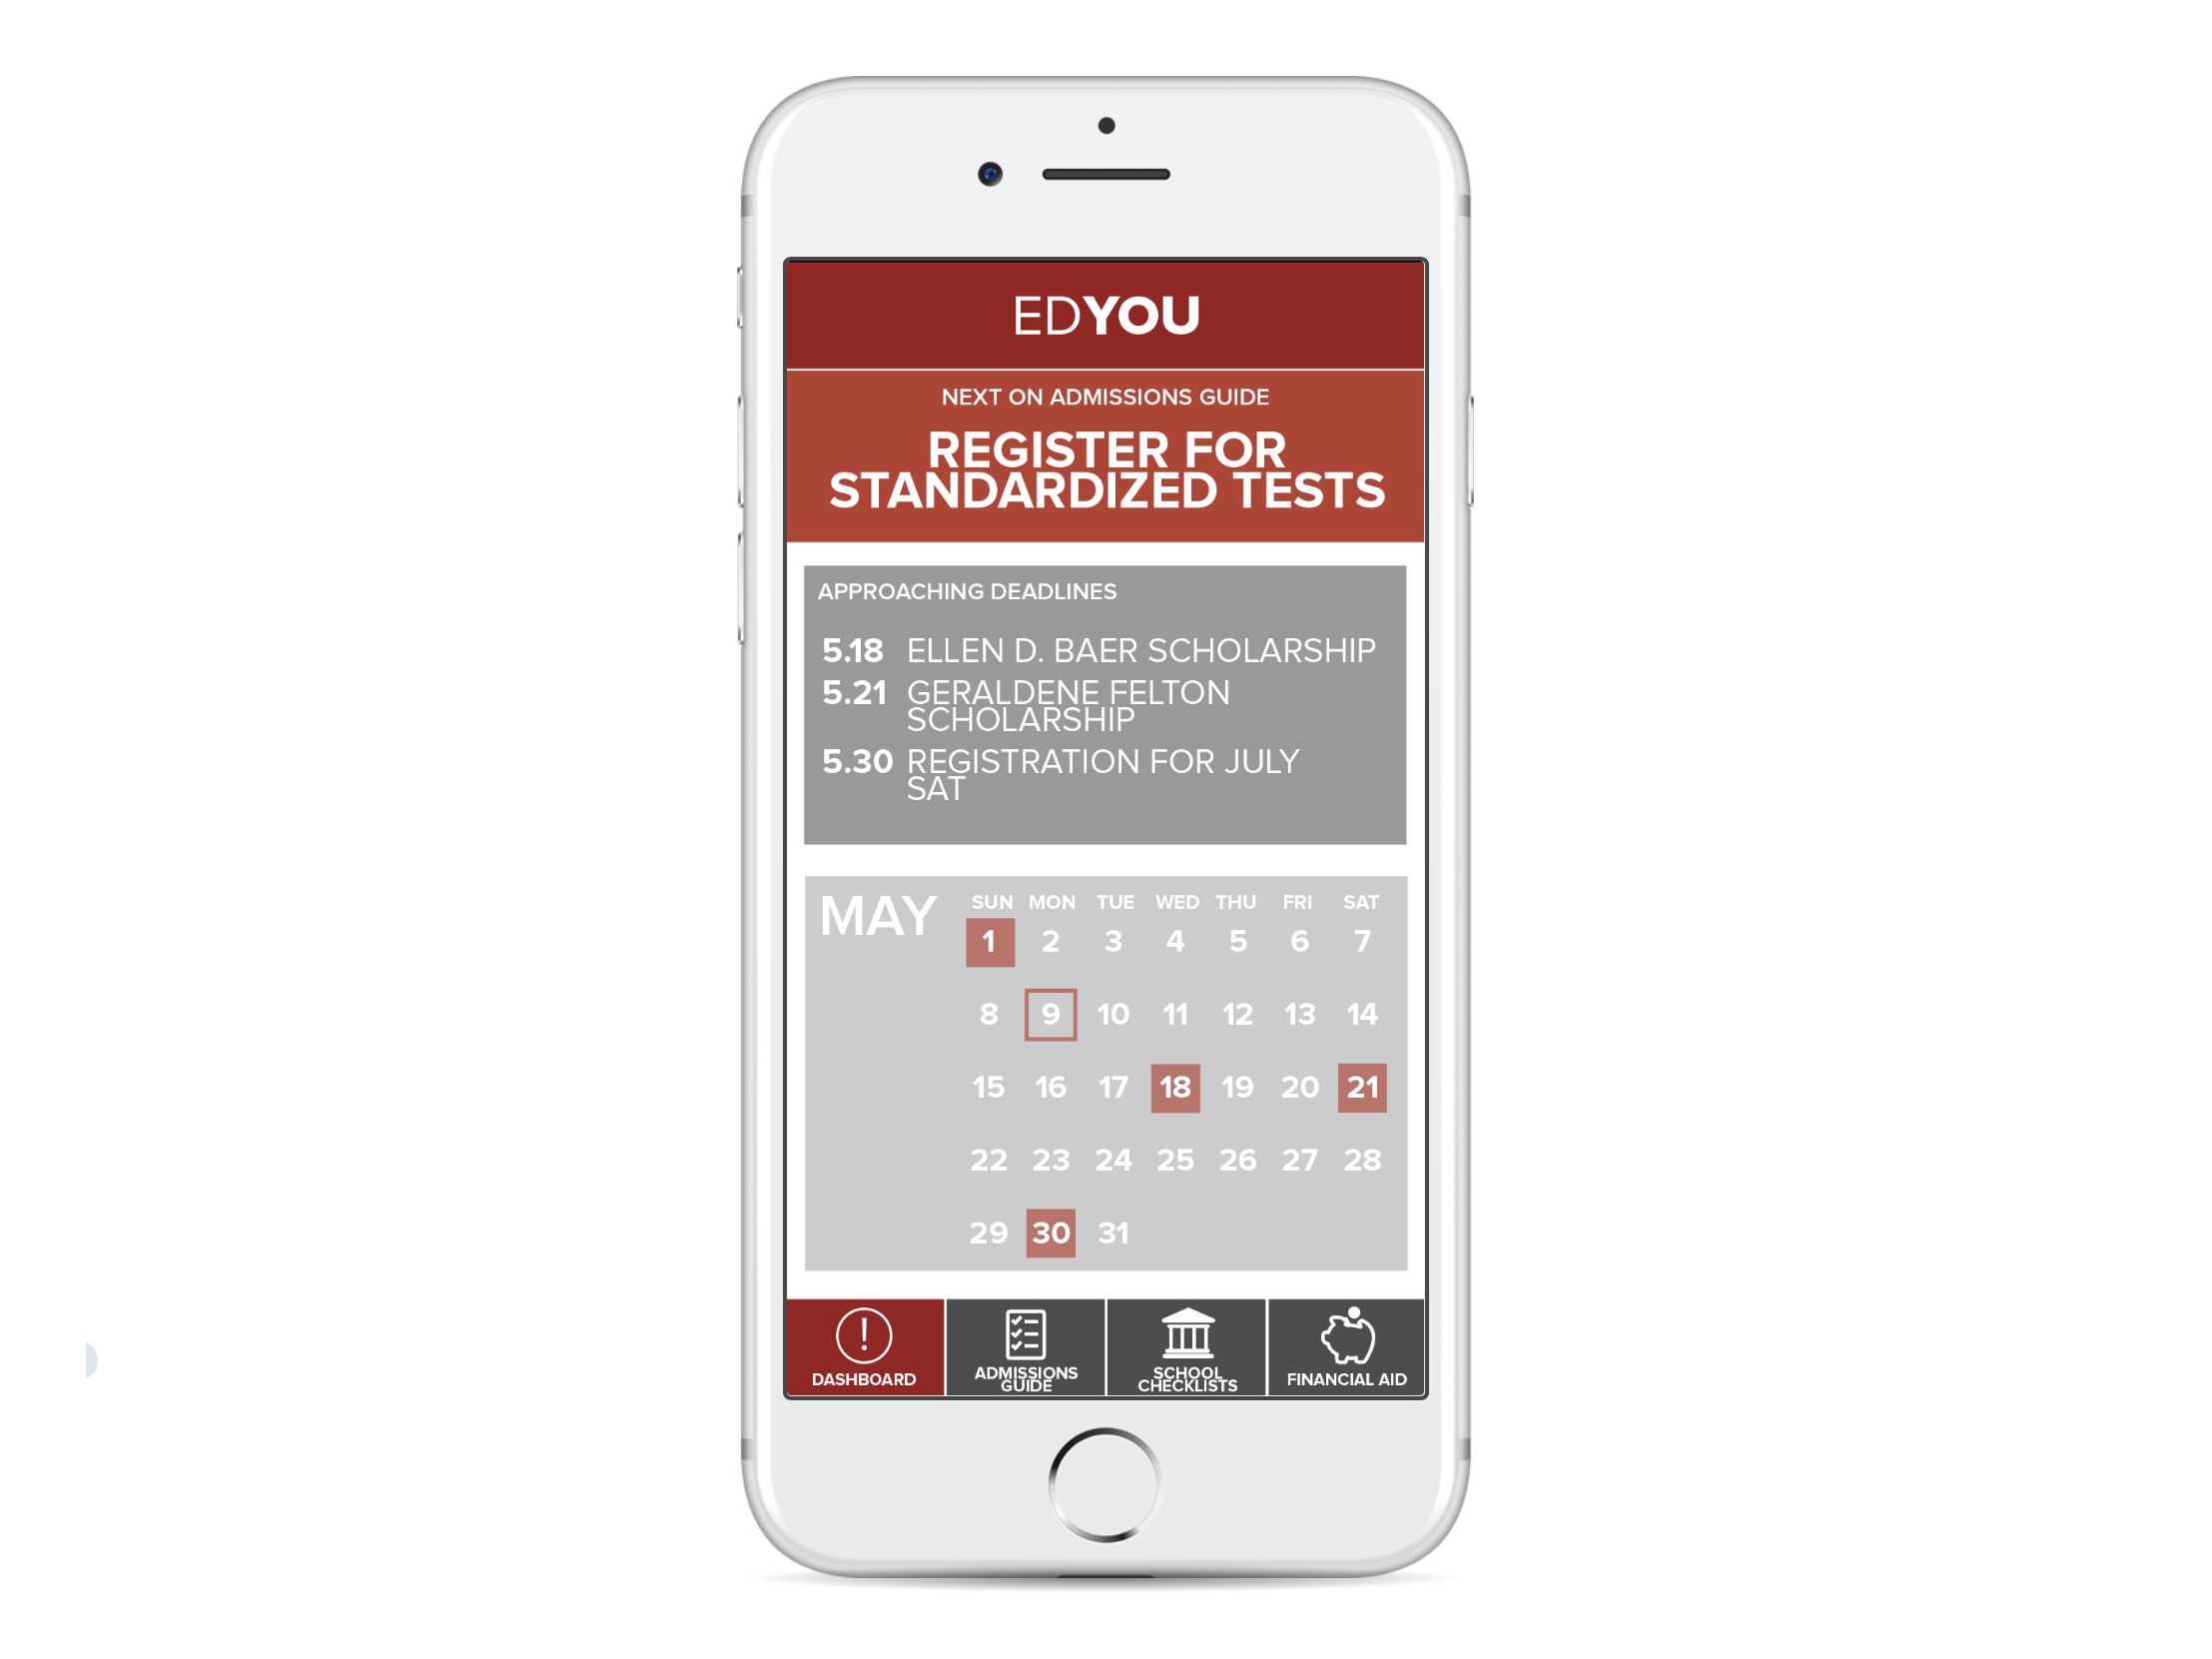 EDYOU
NEXT ON ADMISSIONS GUIDE
REGISTER FOR
STANDARDIZED TESTS
APPROACHING DEADLINES
5.18 ELLEN D. BAER SCHOLARSHIP
5.21 GERALDENE FELTON
SCHOLARSHIP
5.30 REGISTRATION FOR JULY
SAT
MAY
SUN MON TUE WED THU FRI SAT
1 2 3 4 5 6 7
8 9 10 11 12 13 14
15 16 17 18 19 20 21
22 23 24 25 26 27 28
29 30 31
DASHBOARD
ADMISSIONS
GUIDE
SCHOOL
CHECKLISTS
FINANCIAL AID